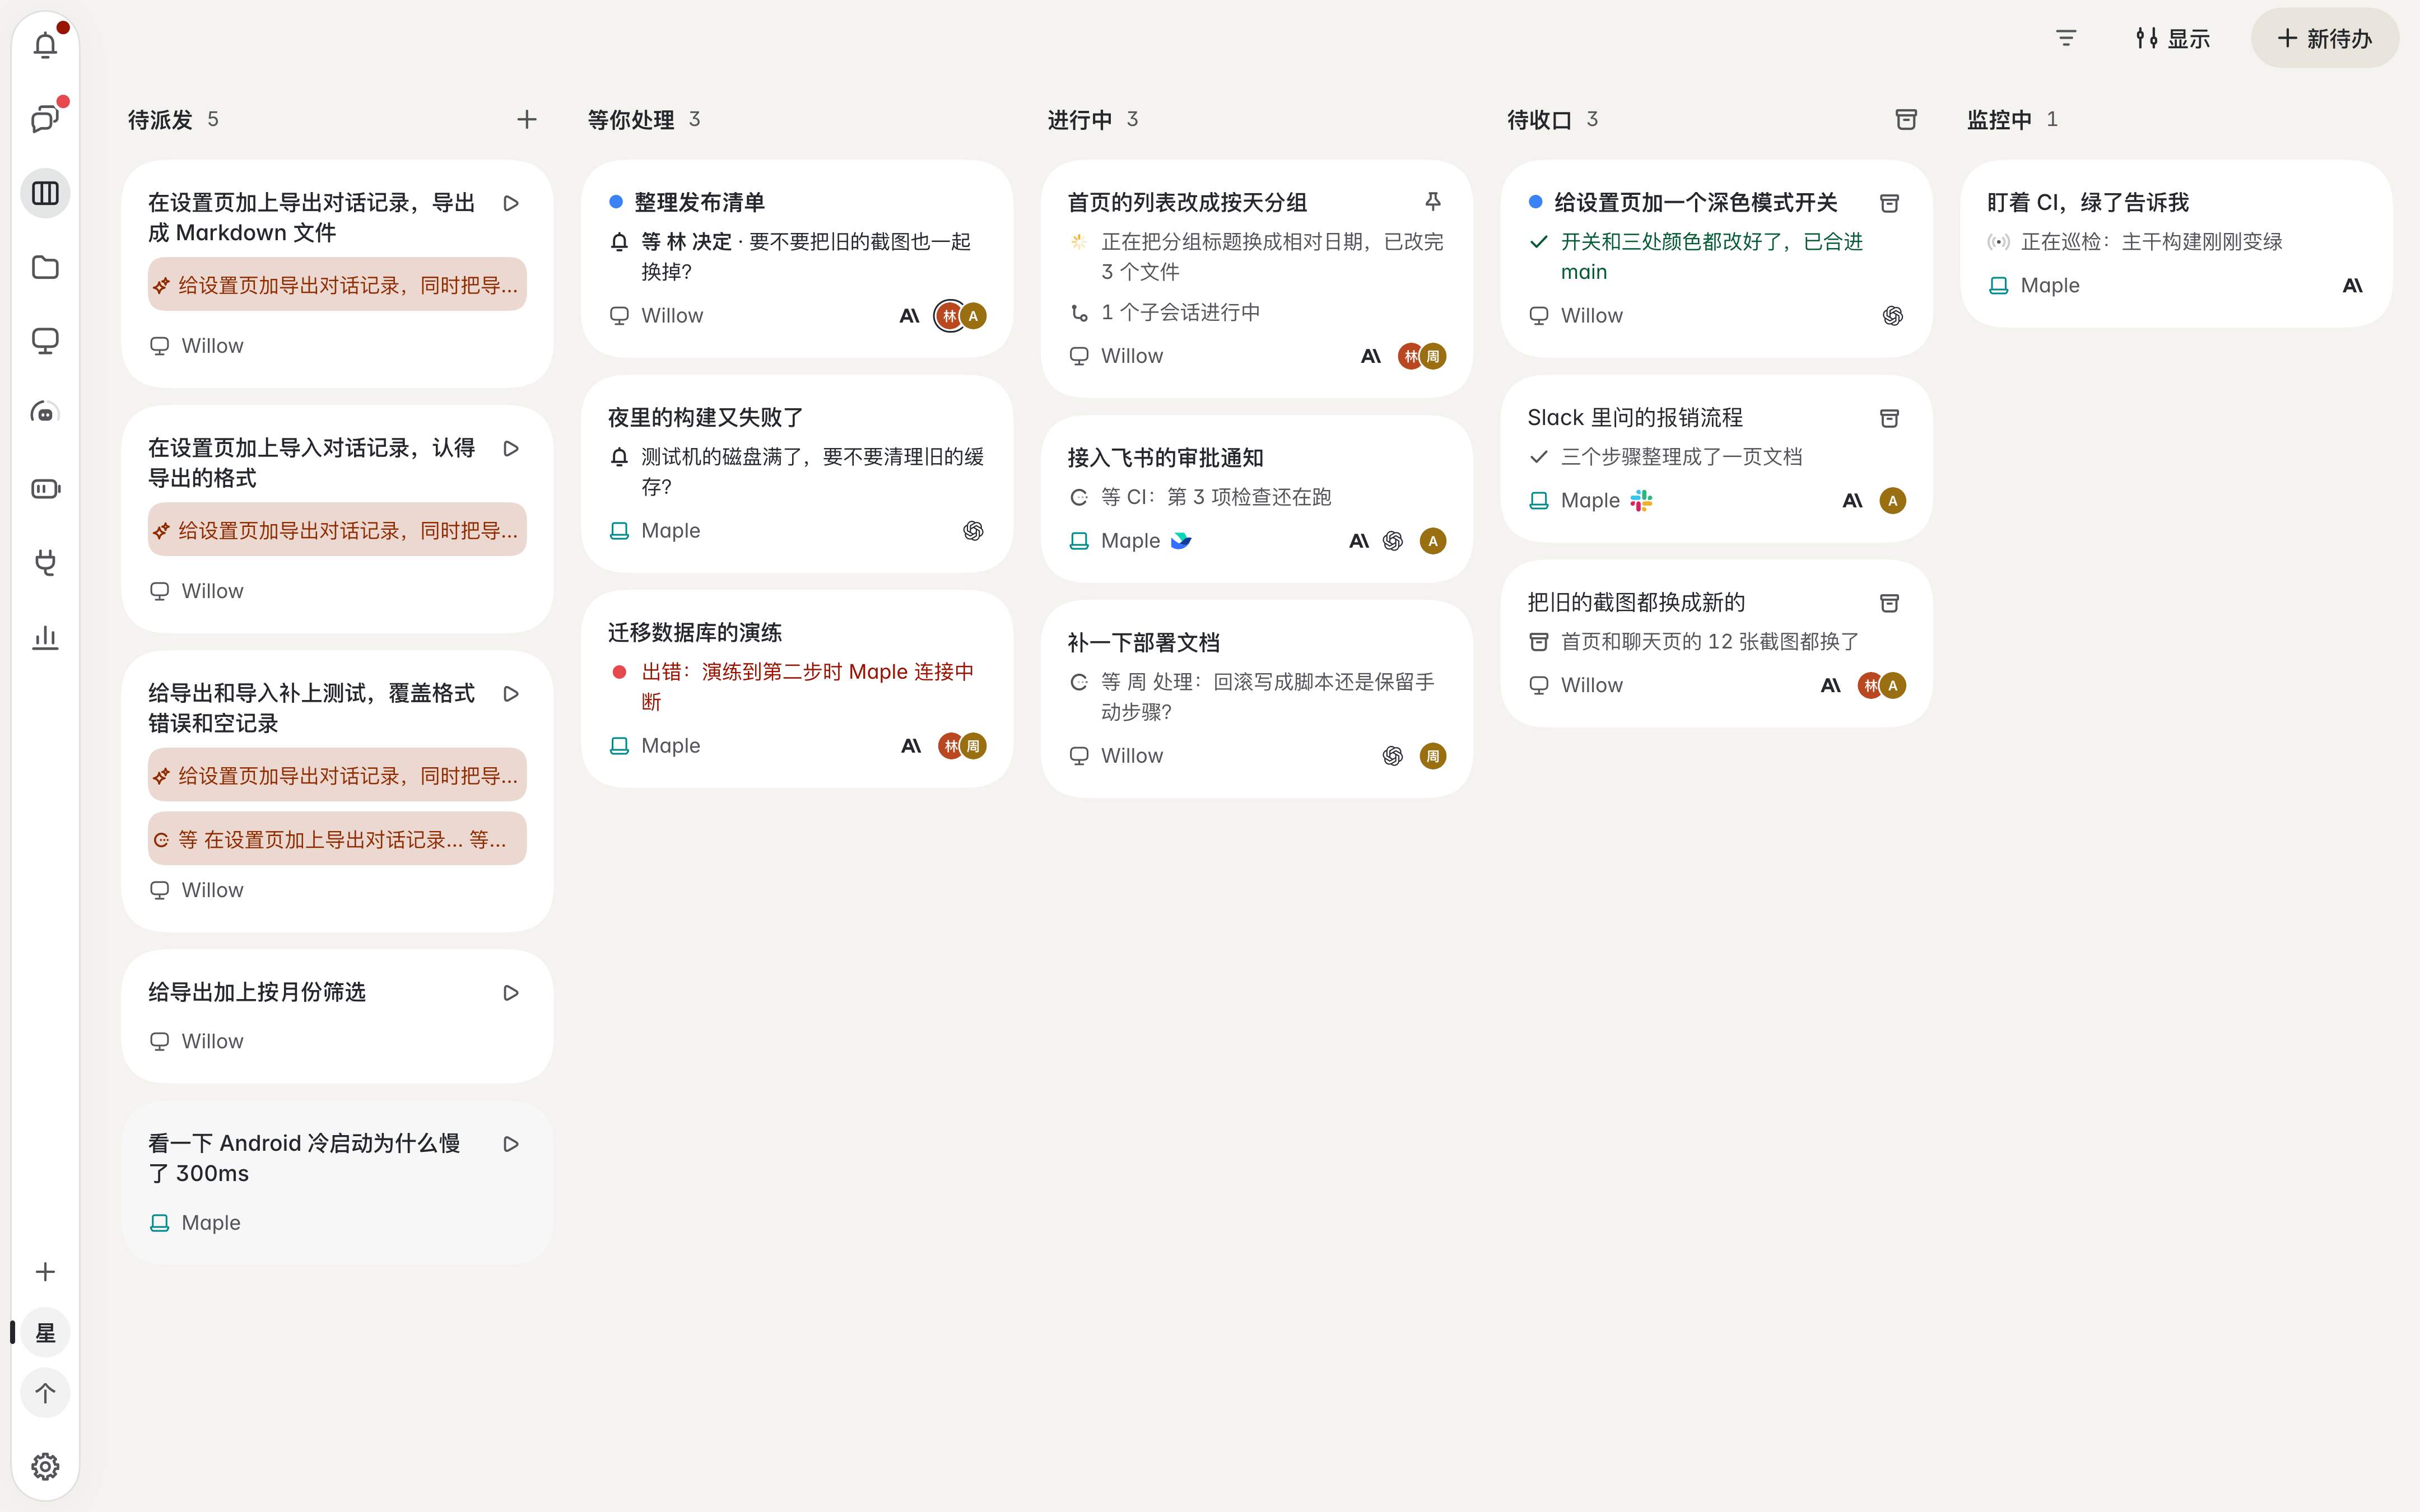 显示
新待办
待派发 5
在设置页加上导出对话记录，导出
成 Markdown 文件
给设置页加导出对话记录，同时把导...
Willow
在设置页加上导入对话记录，认得
导出的格式
给设置页加导出对话记录，同时把导...
Willow
给导出和导入补上测试，覆盖格式
错误和空记录
给设置页加导出对话记录，同时把导...
等 在设置页加上导出对话记录... 等...
Willow
给导出加上按月份筛选
Willow
看一下 Android 冷启动为什么慢
了 300ms
Maple
等你处理 3
整理发布清单
等 林 决定 · 要不要把旧的截图也一起
换掉？
Willow 林 A
夜里的构建又失败了
测试机的磁盘满了，要不要清理旧的缓
存？
Maple
迁移数据库的演练
出错：演练到第二步时 Maple 连接中
断
Maple 林 周
进行中 3
首页的列表改成按天分组
正在把分组标题换成相对日期，已改完
3 个文件
1 个子会话进行中
Willow 林 周
接入飞书的审批通知
等 CI：第 3 项检查还在跑
Maple A
补一下部署文档
等 周 处理：回滚写成脚本还是保留手
动步骤？
Willow 周
待收口 3
给设置页加一个深色模式开关
开关和三处颜色都改好了，已合进
main
Willow
Slack 里问的报销流程
三个步骤整理成了一页文档
Maple A
把旧的截图都换成新的
首页和聊天页的 12 张截图都换了
Willow 林 A
监控中 1
盯着 CI，绿了告诉我
正在巡检：主干构建刚刚变绿
Maple
星
个